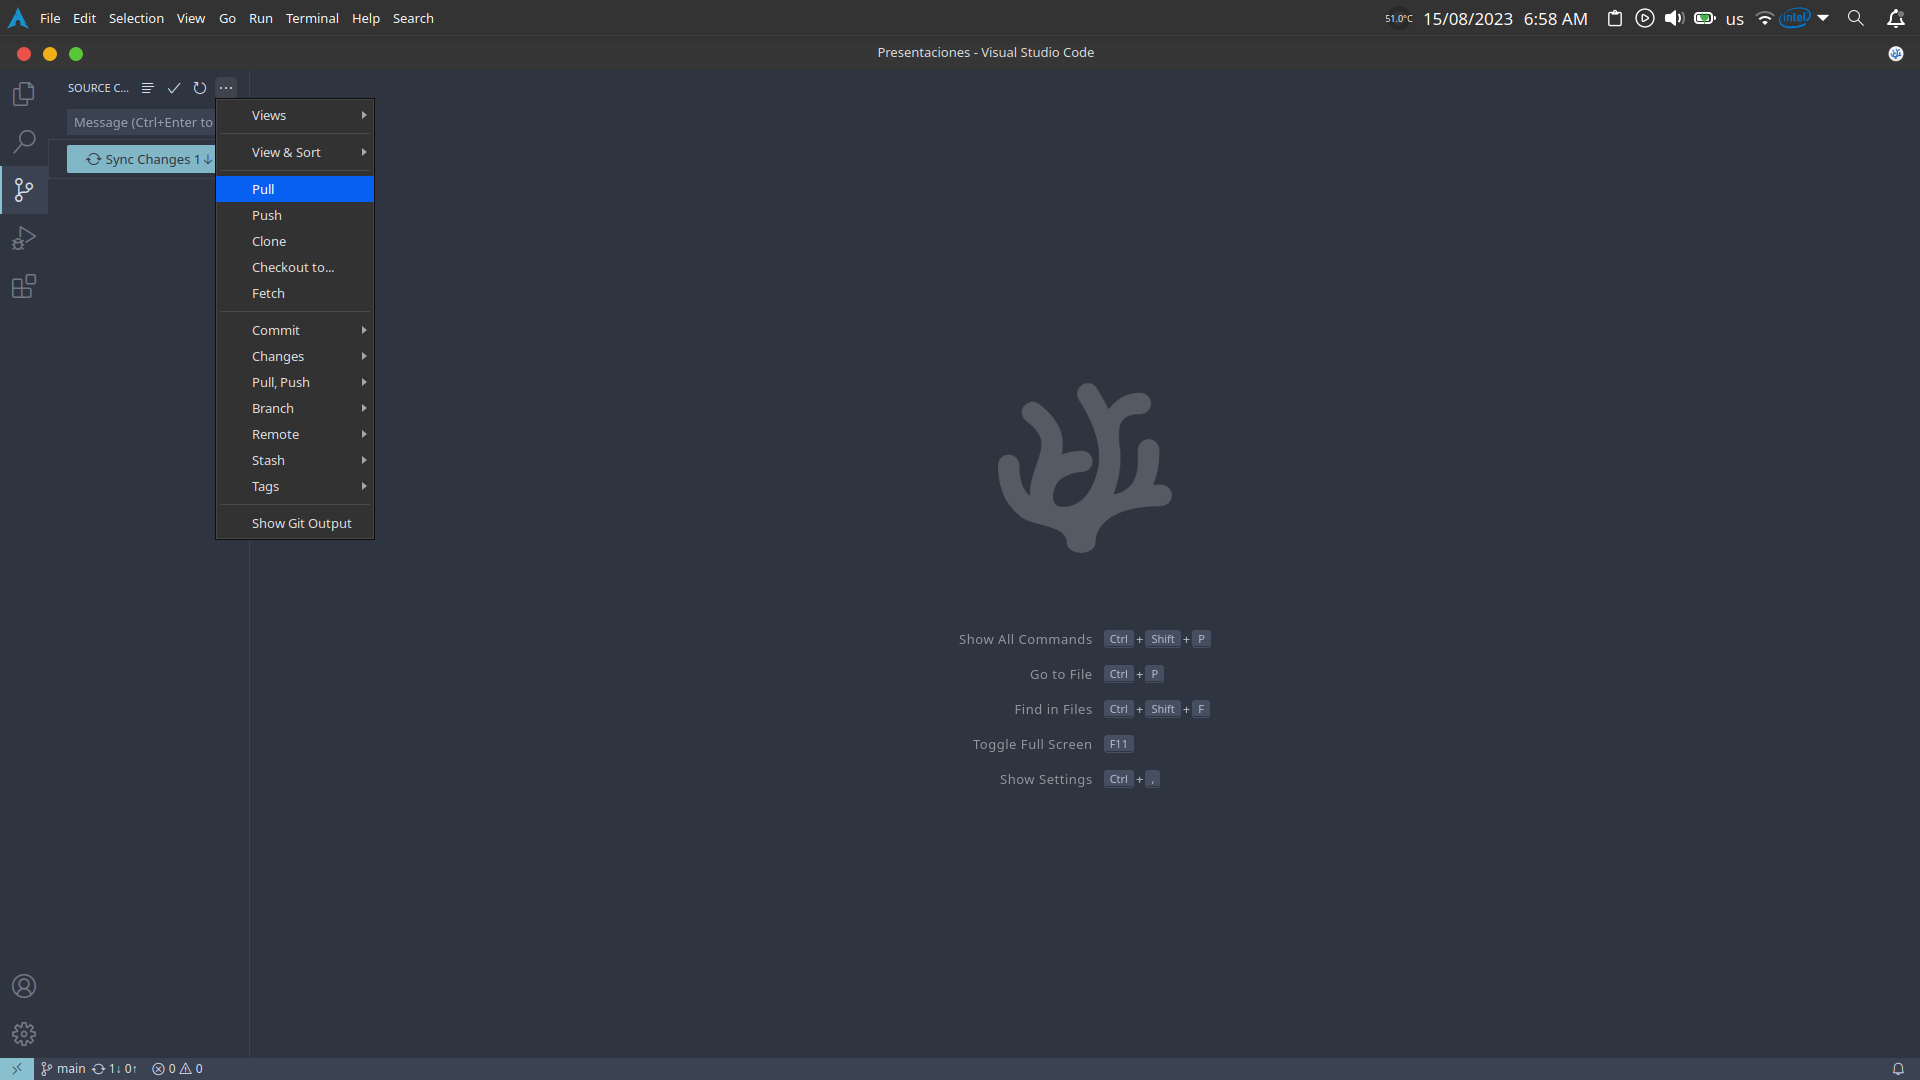 File Edit Selection View Go Run Terminal Help Search
51.0°C 15/08/2023 6:58 AM us intel
Presentaciones - Visual Studio Code
SOURCE C...
Message (Ctrl+Enter to
Sync Changes 1↓
Views
View & Sort
Pull
Push
Clone
Checkout to...
Fetch
Commit
Changes
Pull, Push
Branch
Remote
Stash
Tags
Show Git Output
Show All Commands Ctrl + Shift + P
Go to File Ctrl + P
Find in Files Ctrl + Shift + F
Toggle Full Screen F11
Show Settings Ctrl + ,
main 1↓ 0↑ 0 0